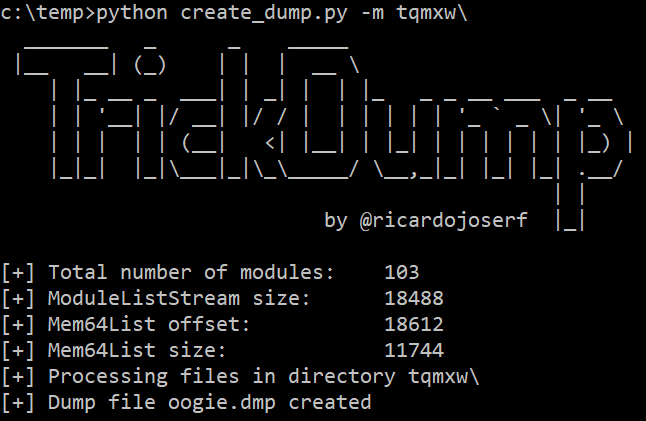 c:\temp>python create_dump.py -m tqmxw\
TrickDump
by @ricardojoserf
[+] Total number of modules: 103
[+] ModuleListStream size: 18488
[+] Mem64List offset: 18612
[+] Mem64List size: 11744
[+] Processing files in directory tqmxw\
[+] Dump file oogie.dmp created